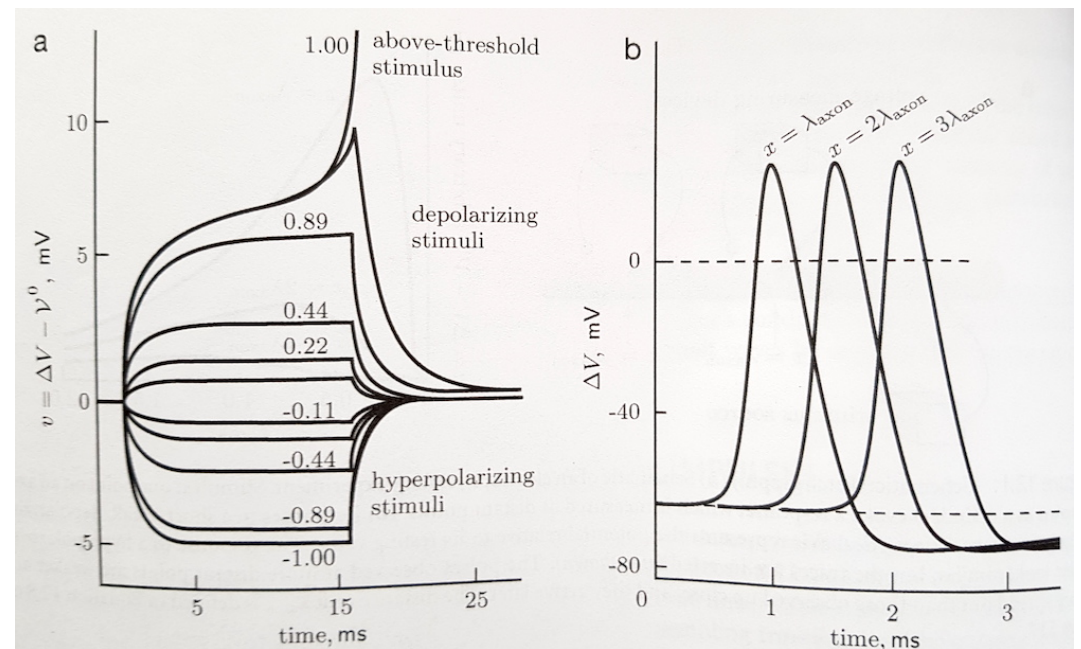 a
1.00
above-threshold
stimulus
10
0.89
depolarizing
stimuli
5
0.44
0.22
0
-0.11
-0.44
hyperpolarizing
stimuli
-0.89
-5
-1.00
5
15
25
time, ms
v ≡ ΔV − 𝒱⁰, mV
b
x = λaxon
x = 2λaxon
x = 3λaxon
0
ΔV, mV
-40
-80
0
1
2
3
time, ms